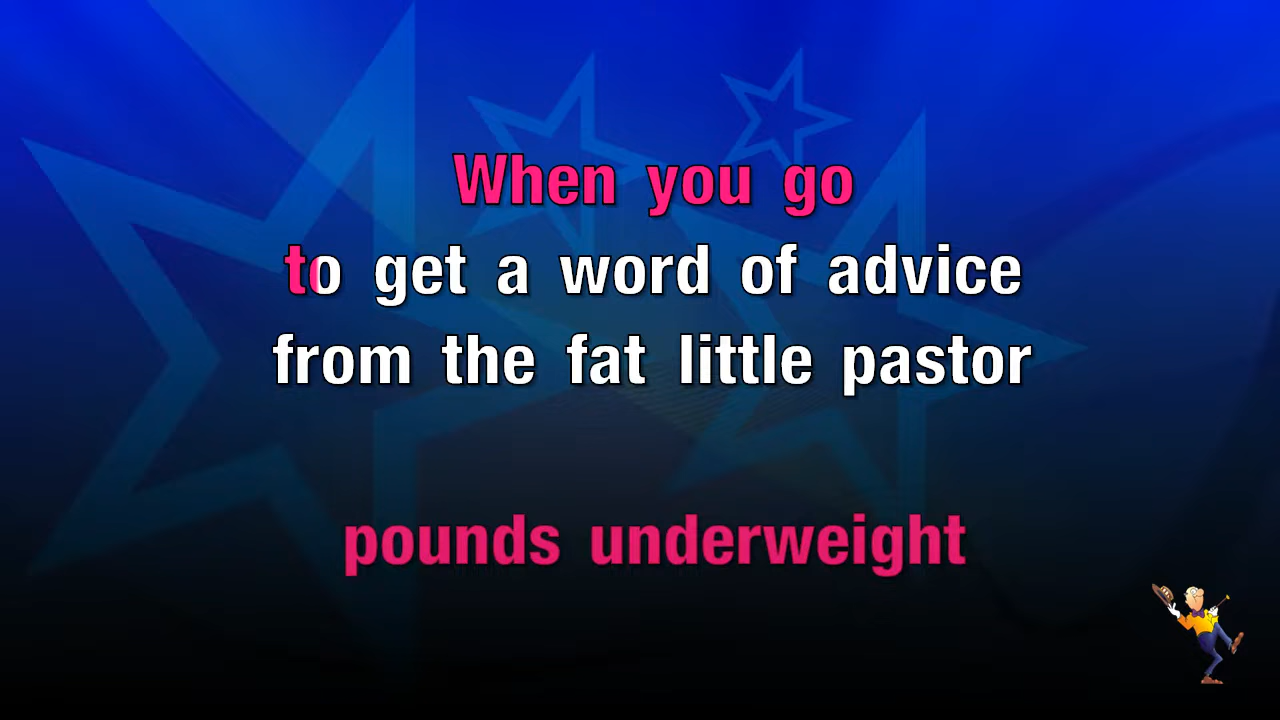 When you go
to get a word of advice
from the fat little pastor
pounds underweight